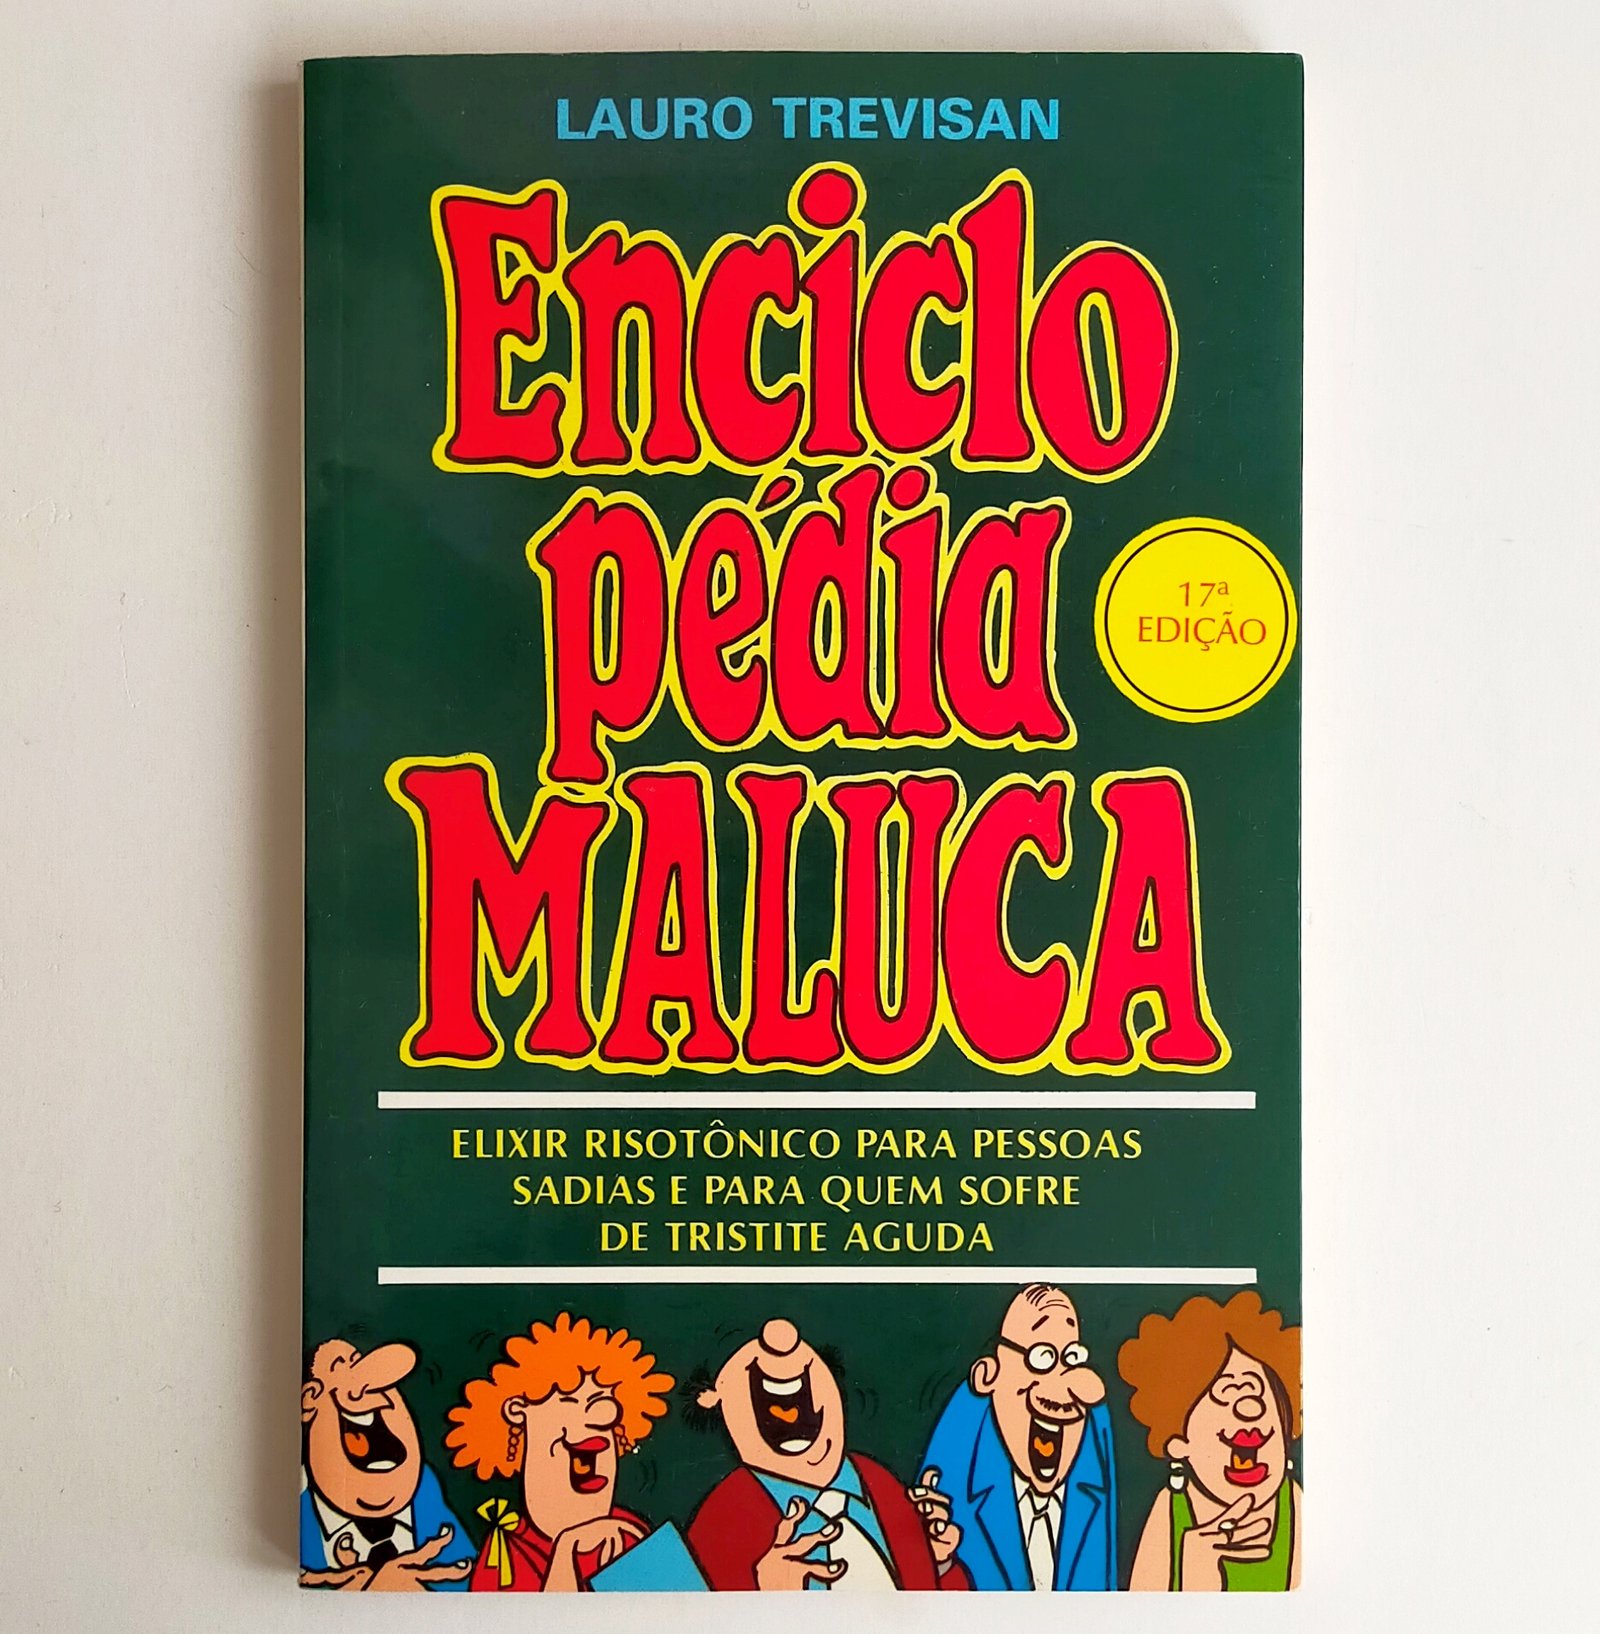 LAURO TREVISAN
Enciclo
pédia
MALUCA
17ª
EDIÇÃO
ELIXIR RISOTÔNICO PARA PESSOAS
SADIAS E PARA QUEM SOFRE
DE TRISTITE AGUDA